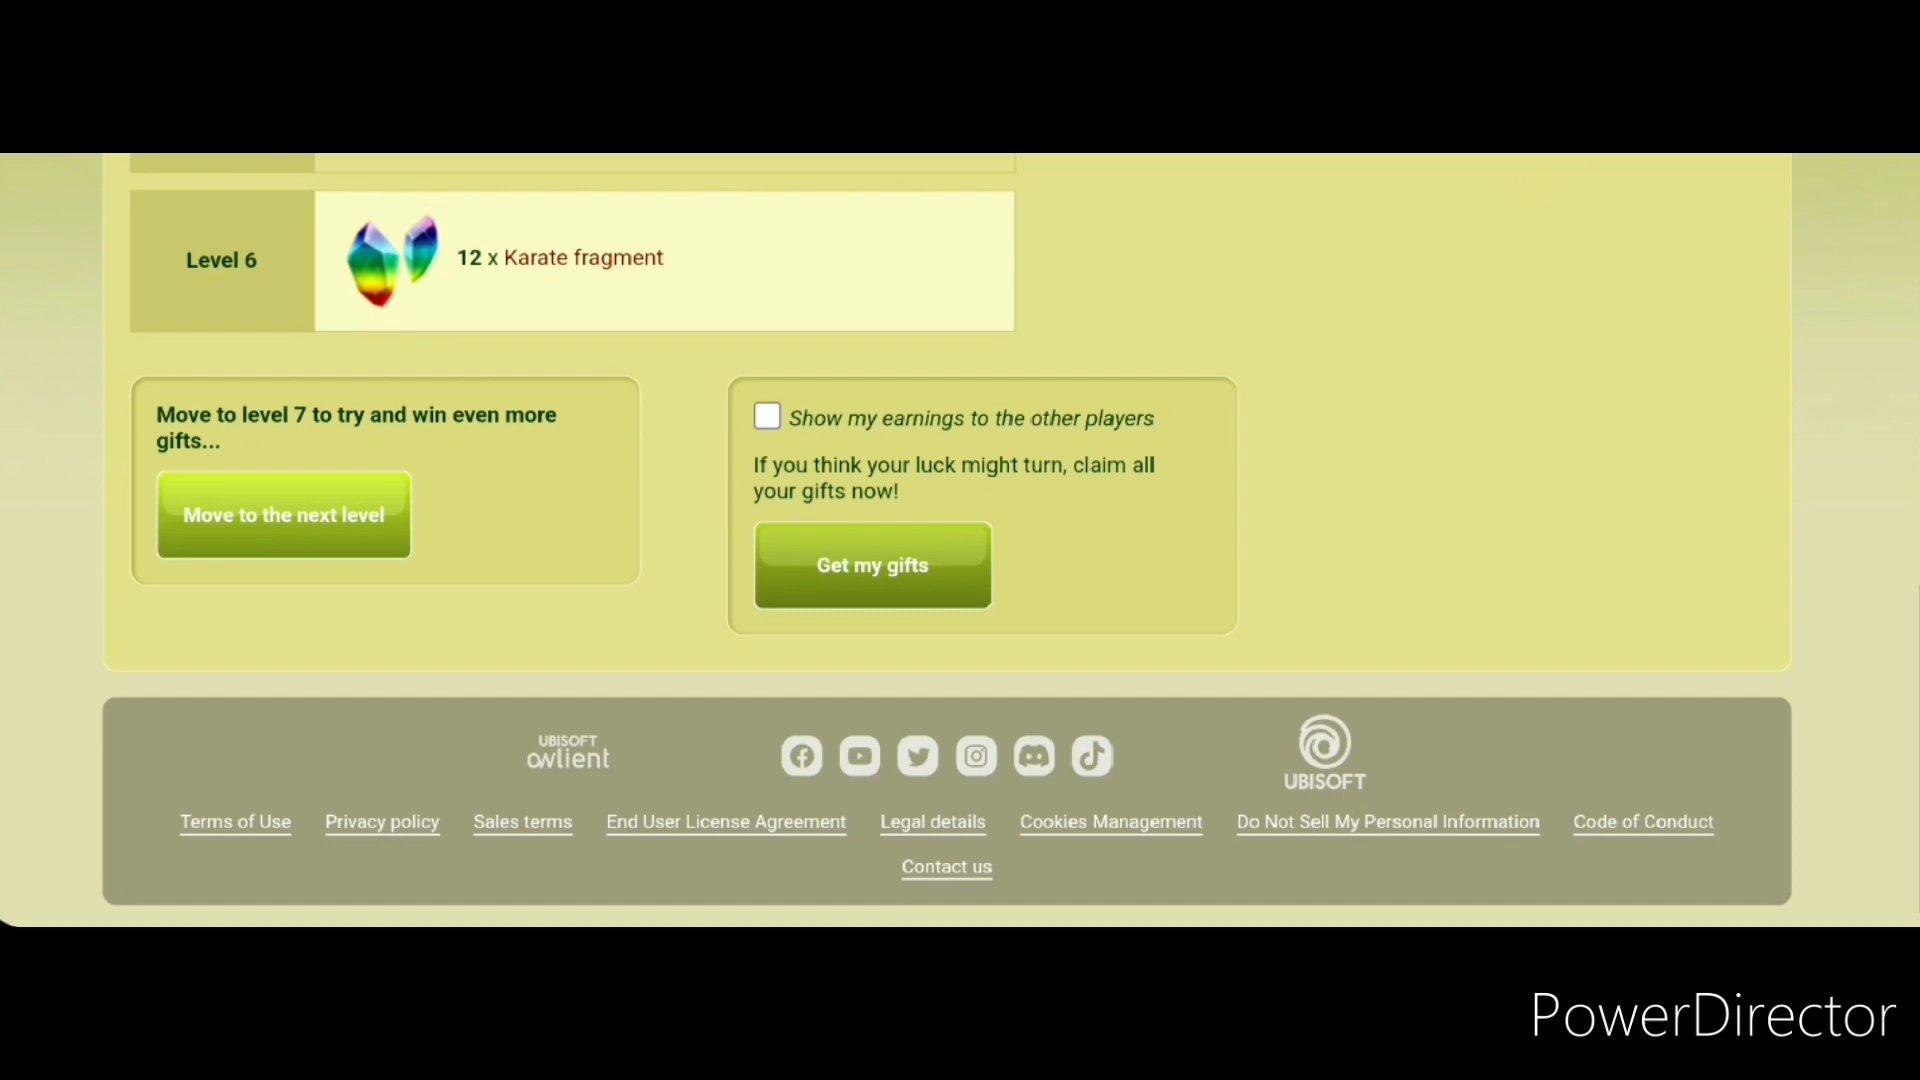 Level 6
12 x Karate fragment
Move to level 7 to try and win even more
gifts...
Move to the next level
Show my earnings to the other players
If you think your luck might turn, claim all
your gifts now!
Get my gifts
UBISOFT
owlient
UBISOFT
Terms of Use Privacy policy Sales terms End User License Agreement Legal details Cookies Management Do Not Sell My Personal Information Code of Conduct
Contact us
PowerDirector